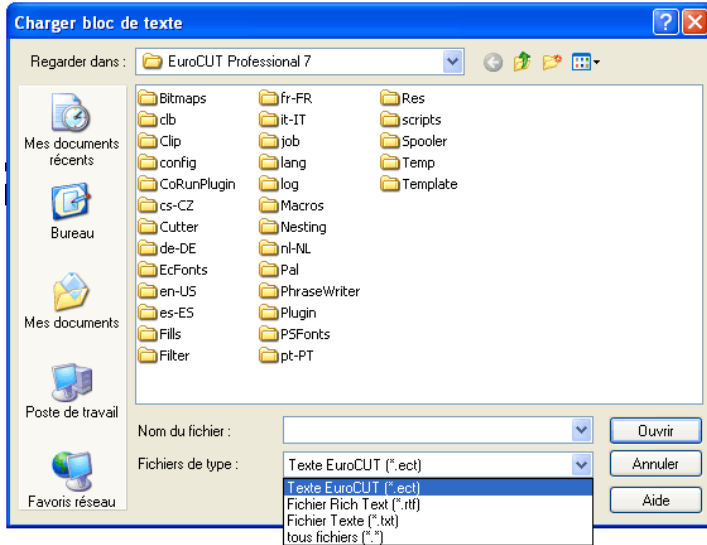 Charger bloc de texte
Regarder dans :
EuroCUT Professional 7
Mes documents
récents
Bureau
Mes documents
Poste de travail
Favoris réseau
Bitmaps
clb
Clip
config
CoRunPlugin
cs-CZ
Cutter
de-DE
EcFonts
en-US
es-ES
Fills
Filter
fr-FR
it-IT
job
lang
log
Macros
Nesting
nl-NL
Pal
PhraseWriter
Plugin
PSFonts
pt-PT
Res
scripts
Spooler
Temp
Template
Nom du fichier :
Ouvrir
Fichiers de type :
Texte EuroCUT (*.ect)
Annuler
Texte EuroCUT (*.ect)
Fichier Rich Text (*.rtf)
Fichier Texte (*.txt)
tous fichiers (*.*)
Aide